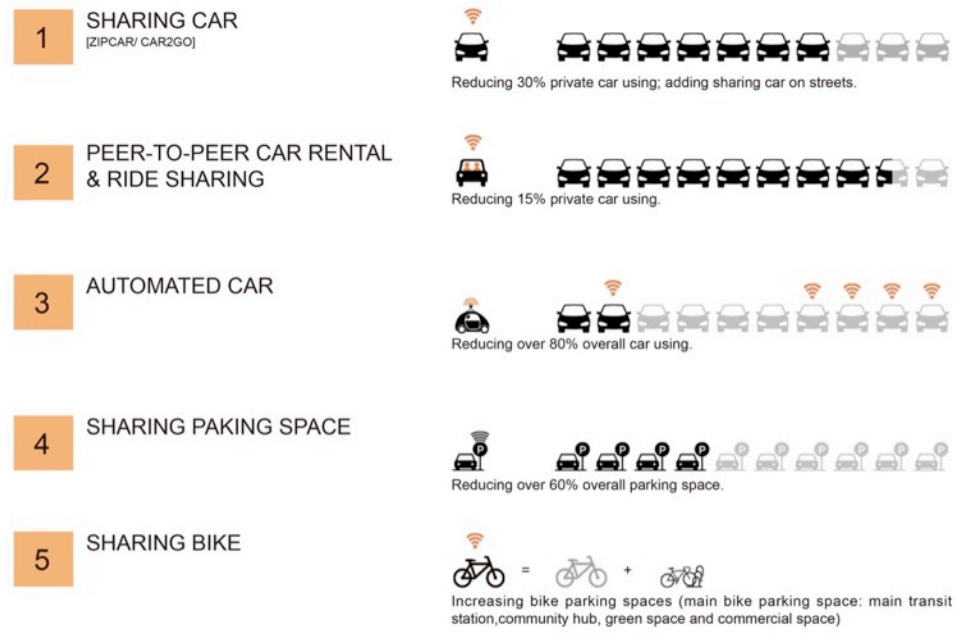 1
SHARING CAR
[ZIPCAR/ CAR2GO]
Reducing 30% private car using; adding sharing car on streets.
2
PEER-TO-PEER CAR RENTAL
& RIDE SHARING
Reducing 15% private car using.
3
AUTOMATED CAR
Reducing over 80% overall car using.
4
SHARING PAKING SPACE
P
P P P P P P P P P P
Reducing over 60% overall parking space.
5
SHARING BIKE
= +
Increasing bike parking spaces (main bike parking space: main transit
station,community hub, green space and commercial space)